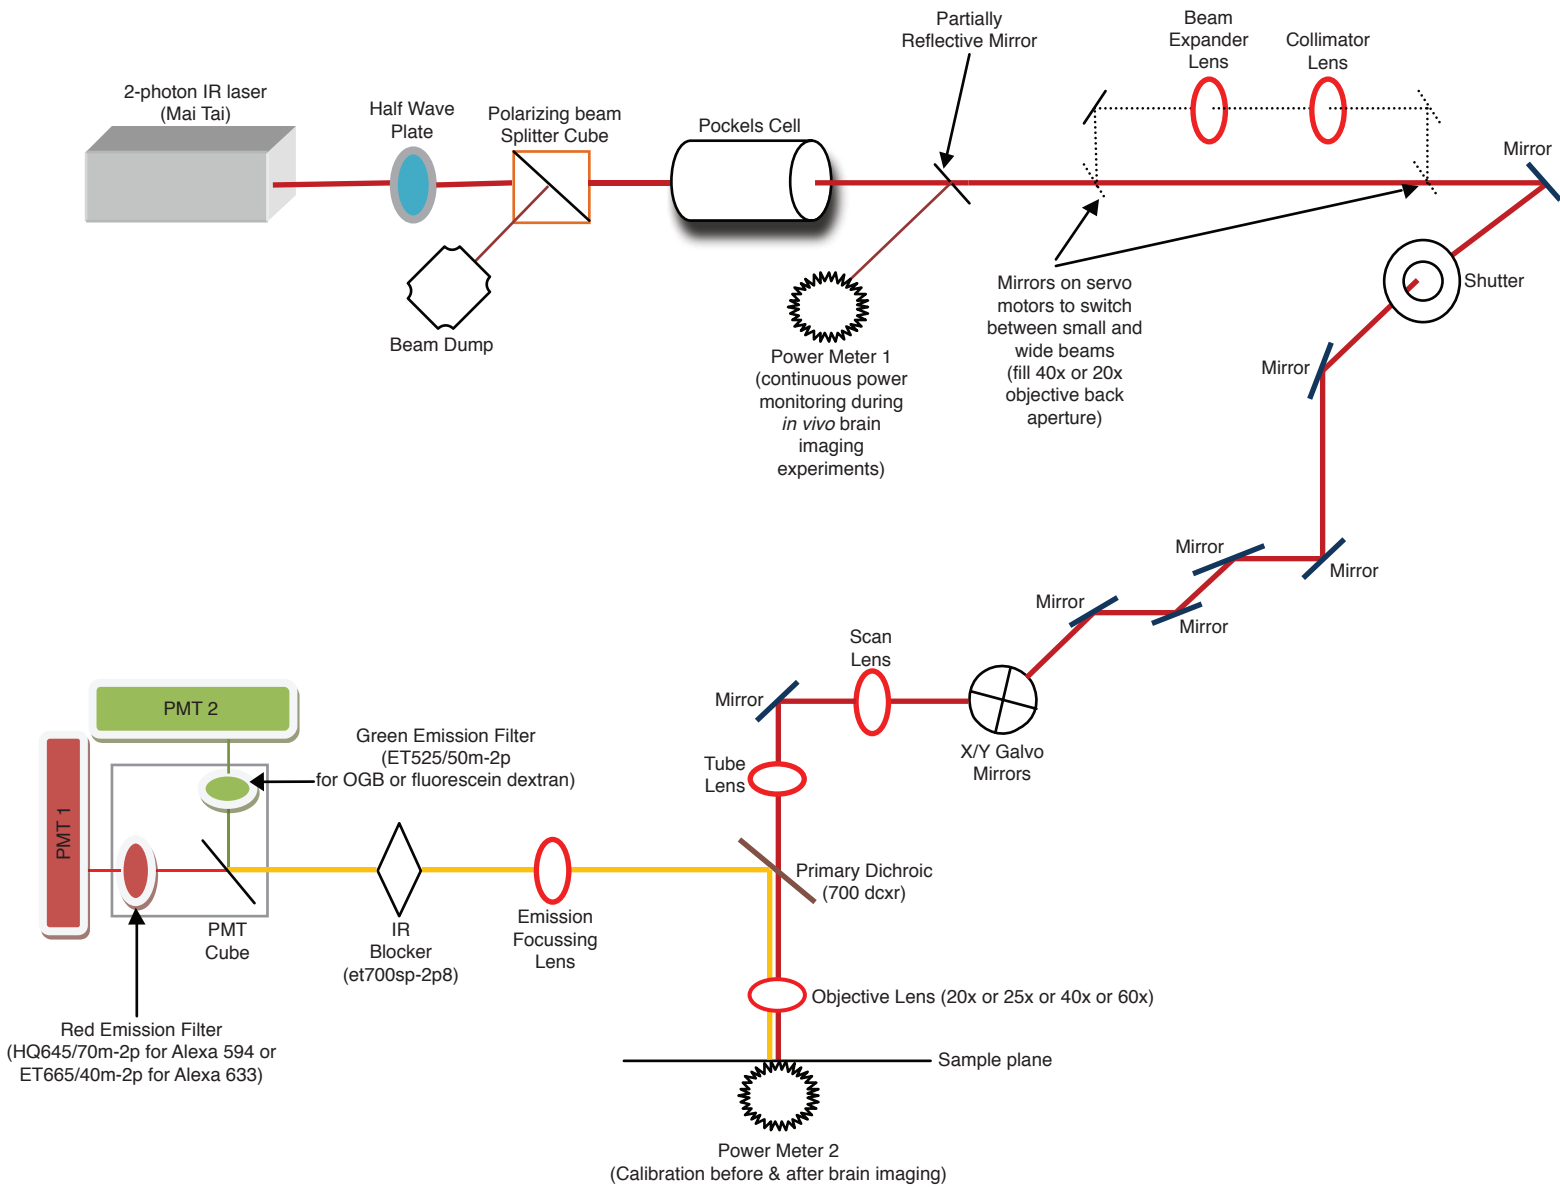 2-photon IR laser
(Mai Tai)
Half Wave
Plate
Polarizing beam
Splitter Cube
Beam Dump
Pockels Cell
Partially
Reflective Mirror
Power Meter 1
(continuous power
monitoring during
in vivo brain
imaging
experiments)
Beam
Expander
Lens
Collimator
Lens
Mirror
Mirrors on servo
motors to switch
between small and
wide beams
(fill 40x or 20x
objective back
aperture)
Shutter
Mirror
Mirror
Mirror
Mirror
Mirror
X/Y Galvo
Mirrors
Scan
Lens
Mirror
Tube
Lens
Primary Dichroic
(700 dcxr)
Objective Lens (20x or 25x or 40x or 60x)
Sample plane
Power Meter 2
(Calibration before & after brain imaging)
Emission
Focussing
Lens
IR
Blocker
(et700sp-2p8)
PMT
Cube
Green Emission Filter
(ET525/50m-2p
for OGB or fluorescein dextran)
PMT 2
PMT 1
Red Emission Filter
(HQ645/70m-2p for Alexa 594 or
ET665/40m-2p for Alexa 633)